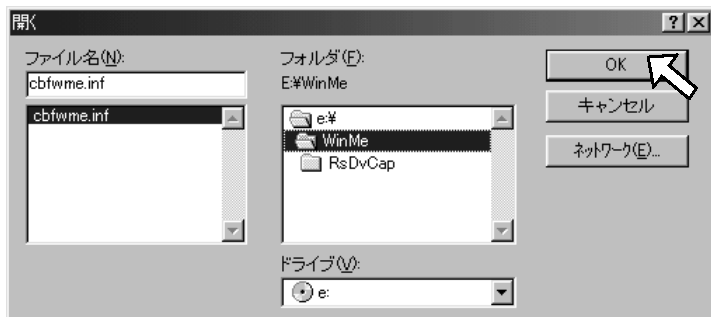 開く
ファイル名(N):
cbfwme.inf
cbfwme.inf
フォルダ(F):
E:¥WinMe
e:¥
WinMe
RsDvCap
ドライブ(V):
e:
OK
キャンセル
ネットワーク(E)...